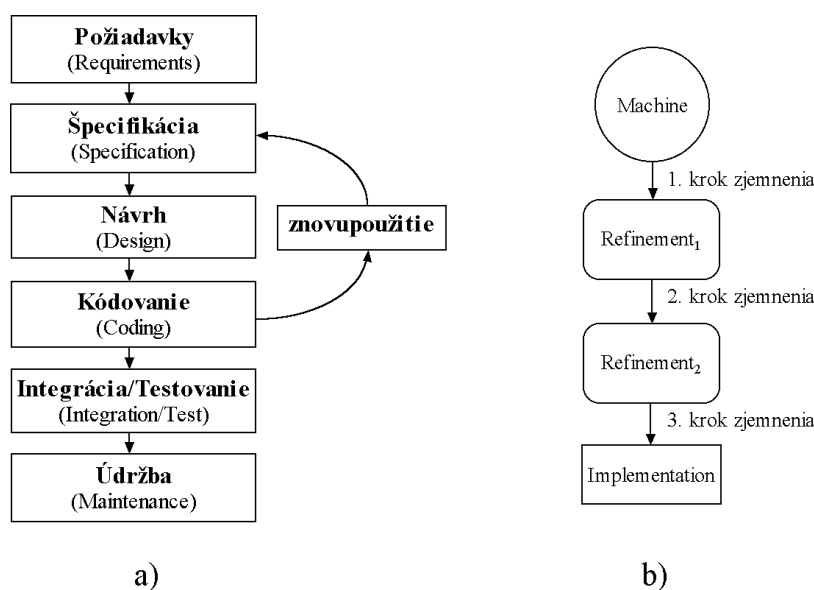 Požiadavky
(Requirements)
Špecifikácia
(Specification)
Návrh
(Design)
znovupoužitie
Kódovanie
(Coding)
Integrácia/Testovanie
(Integration/Test)
Údržba
(Maintenance)
a)
Machine
1. krok zjemnenia
Refinement₁
2. krok zjemnenia
Refinement₂
3. krok zjemnenia
Implementation
b)